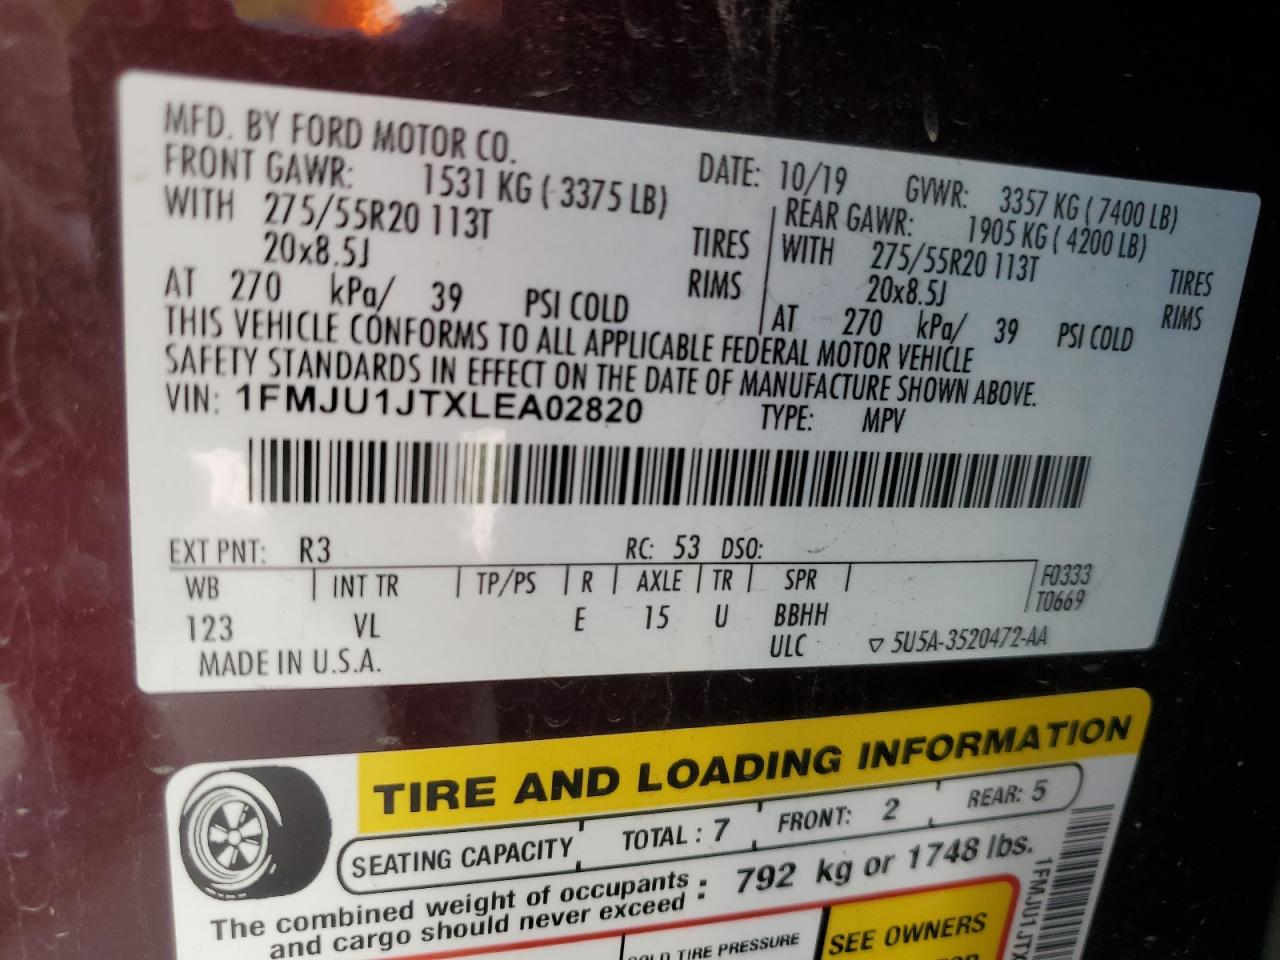 MFD. BY FORD MOTOR CO.
DATE: 10/19 GVWR: 3357 KG ( 7400 LB)
FRONT GAWR: 1531 KG ( 3375 LB)
REAR GAWR: 1905 KG ( 4200 LB)
WITH 275/55R20 113T TIRES
WITH 275/55R20 113T TIRES
20x8.5J RIMS
20x8.5J RIMS
AT 270 kPa/ 39 PSI COLD
AT 270 kPa/ 39 PSI COLD
THIS VEHICLE CONFORMS TO ALL APPLICABLE FEDERAL MOTOR VEHICLE
SAFETY STANDARDS IN EFFECT ON THE DATE OF MANUFACTURE SHOWN ABOVE.
VIN: 1FMJU1JTXLEA02820 TYPE: MPV
EXT PNT: R3 RC: 53 DSO:
WB INT TR TP/PS R AXLE TR SPR F0333
T0669
123 VL E 15 U BBHH
MADE IN U.S.A. ULC ▽ 5U5A-3520472-AA
TIRE AND LOADING INFORMATION
SEATING CAPACITY TOTAL : 7 FRONT: 2 REAR: 5
The combined weight of occupants
and cargo should never exceed : 792 kg or 1748 lbs.
TIRE PRESSURE
SEE OWNERS
1FMJU1JTX